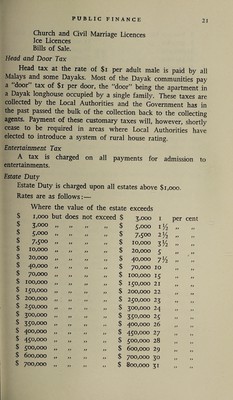 PUBLIC FINANCE 21
Church and Civil Marriage Licences
Ice Licences
Bills of Sale.
Head and Door Tax
Head tax at the rate of $1 per adult male is paid by all
Malays and some Dayaks. Most of the Dayak communities pay
a "door" tax of $1 per door, the "door" being the apartment in
a Dayak longhouse occupied by a single family. These taxes are
collected by the Local Authorities and the Government has in
the past passed the bulk of the collection back to the collecting
agents. Payment of these customary taxes will, however, shortly
cease to be required in areas where Local Authorities have
elected to introduce a system of rural house rating.
Entertainment Tax
A tax is charged on all payments for admission to
entertainments.
Estate Duty
Estate Duty is charged upon all estates above $1,000.
Rates are as follows:—
Where the value of the estate exceeds
$ 1,000 but does not exceed $ 3,000 1 per cent
$ 3,000 ,, ,, ,, ,, $ 5,000 1½ ,, ,,
$ 5,000 ,, ,, ,, ,, $ 7,500 2½ ,, ,,
$ 7,500 ,, ,, ,, ,, $ 10,000 3½ ,, ,,
$ 10,000 ,, ,, ,, ,, $ 20,000 5 ,, ,,
$ 20,000 ,, ,, ,, ,, $ 40,000 7½ ,, ,,
$ 40,000 ,, ,, ,, ,, $ 70,000 10 ,, ,,
$ 70,000 ,, ,, ,, ,, $ 100,000 15 ,, ,,
$ 100,000 ,, ,, ,, ,, $ 150,000 21 ,, ,,
$ 150,000 ,, ,, ,, ,, $ 200,000 22 ,, ,,
$ 200,000 ,, ,, ,, ,, $ 250,000 23 ,, ,,
$ 250,000 ,, ,, ,, ,, $ 300,000 24 ,, ,,
$ 300,000 ,, ,, ,, ,, $ 350,000 25 ,, ,,
$ 350,000 ,, ,, ,, ,, $ 400,000 26 ,, ,,
$ 400,000 ,, ,, ,, ,, $ 450,000 27 ,, ,,
$ 450,000 ,, ,, ,, ,, $ 500,000 28 ,, ,,
$ 500,000 ,, ,, ,, ,, $ 600,000 29 ,, ,,
$ 600,000 ,, ,, ,, ,, $ 700,000 30 ,, ,,
$ 700,000 ,, ,, ,, ,, $ 800,000 31 ,, ,,